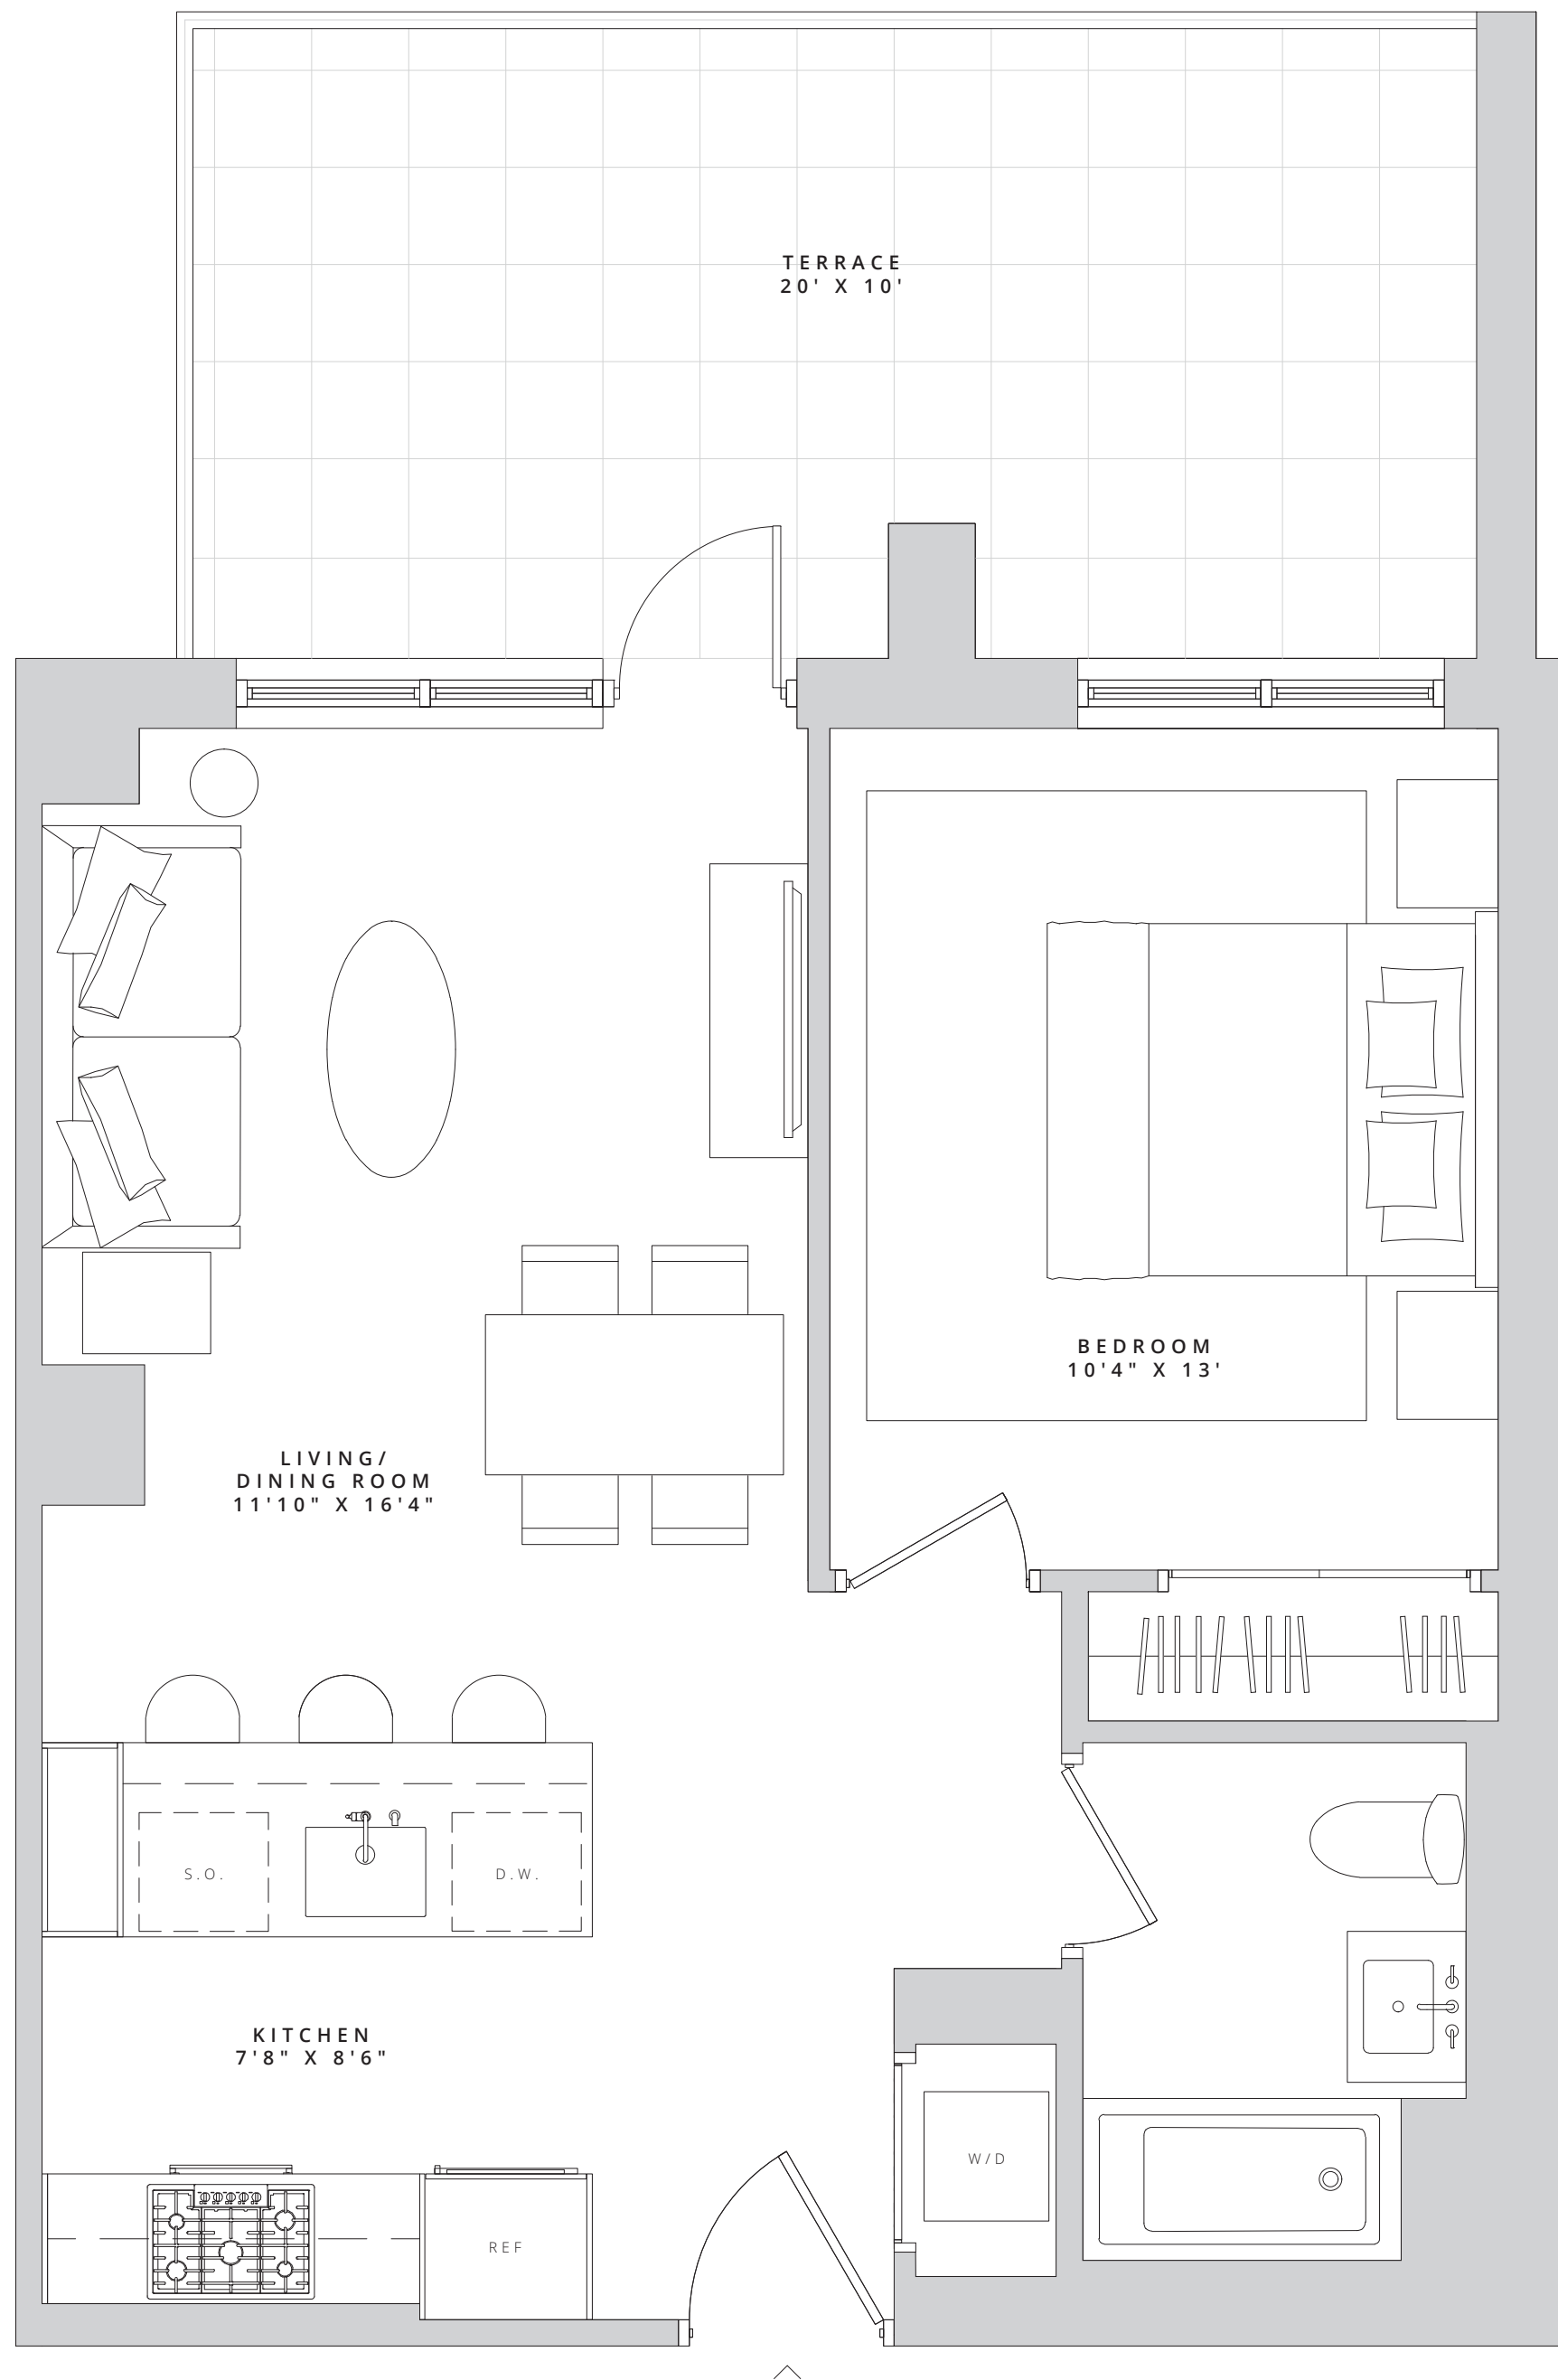 TERRACE
20' X 10'
BEDROOM
10'4" X 13'
LIVING/
DINING ROOM
11'10" X 16'4"
S.O.
D.W.
KITCHEN
7'8" X 8'6"
W/D
REF